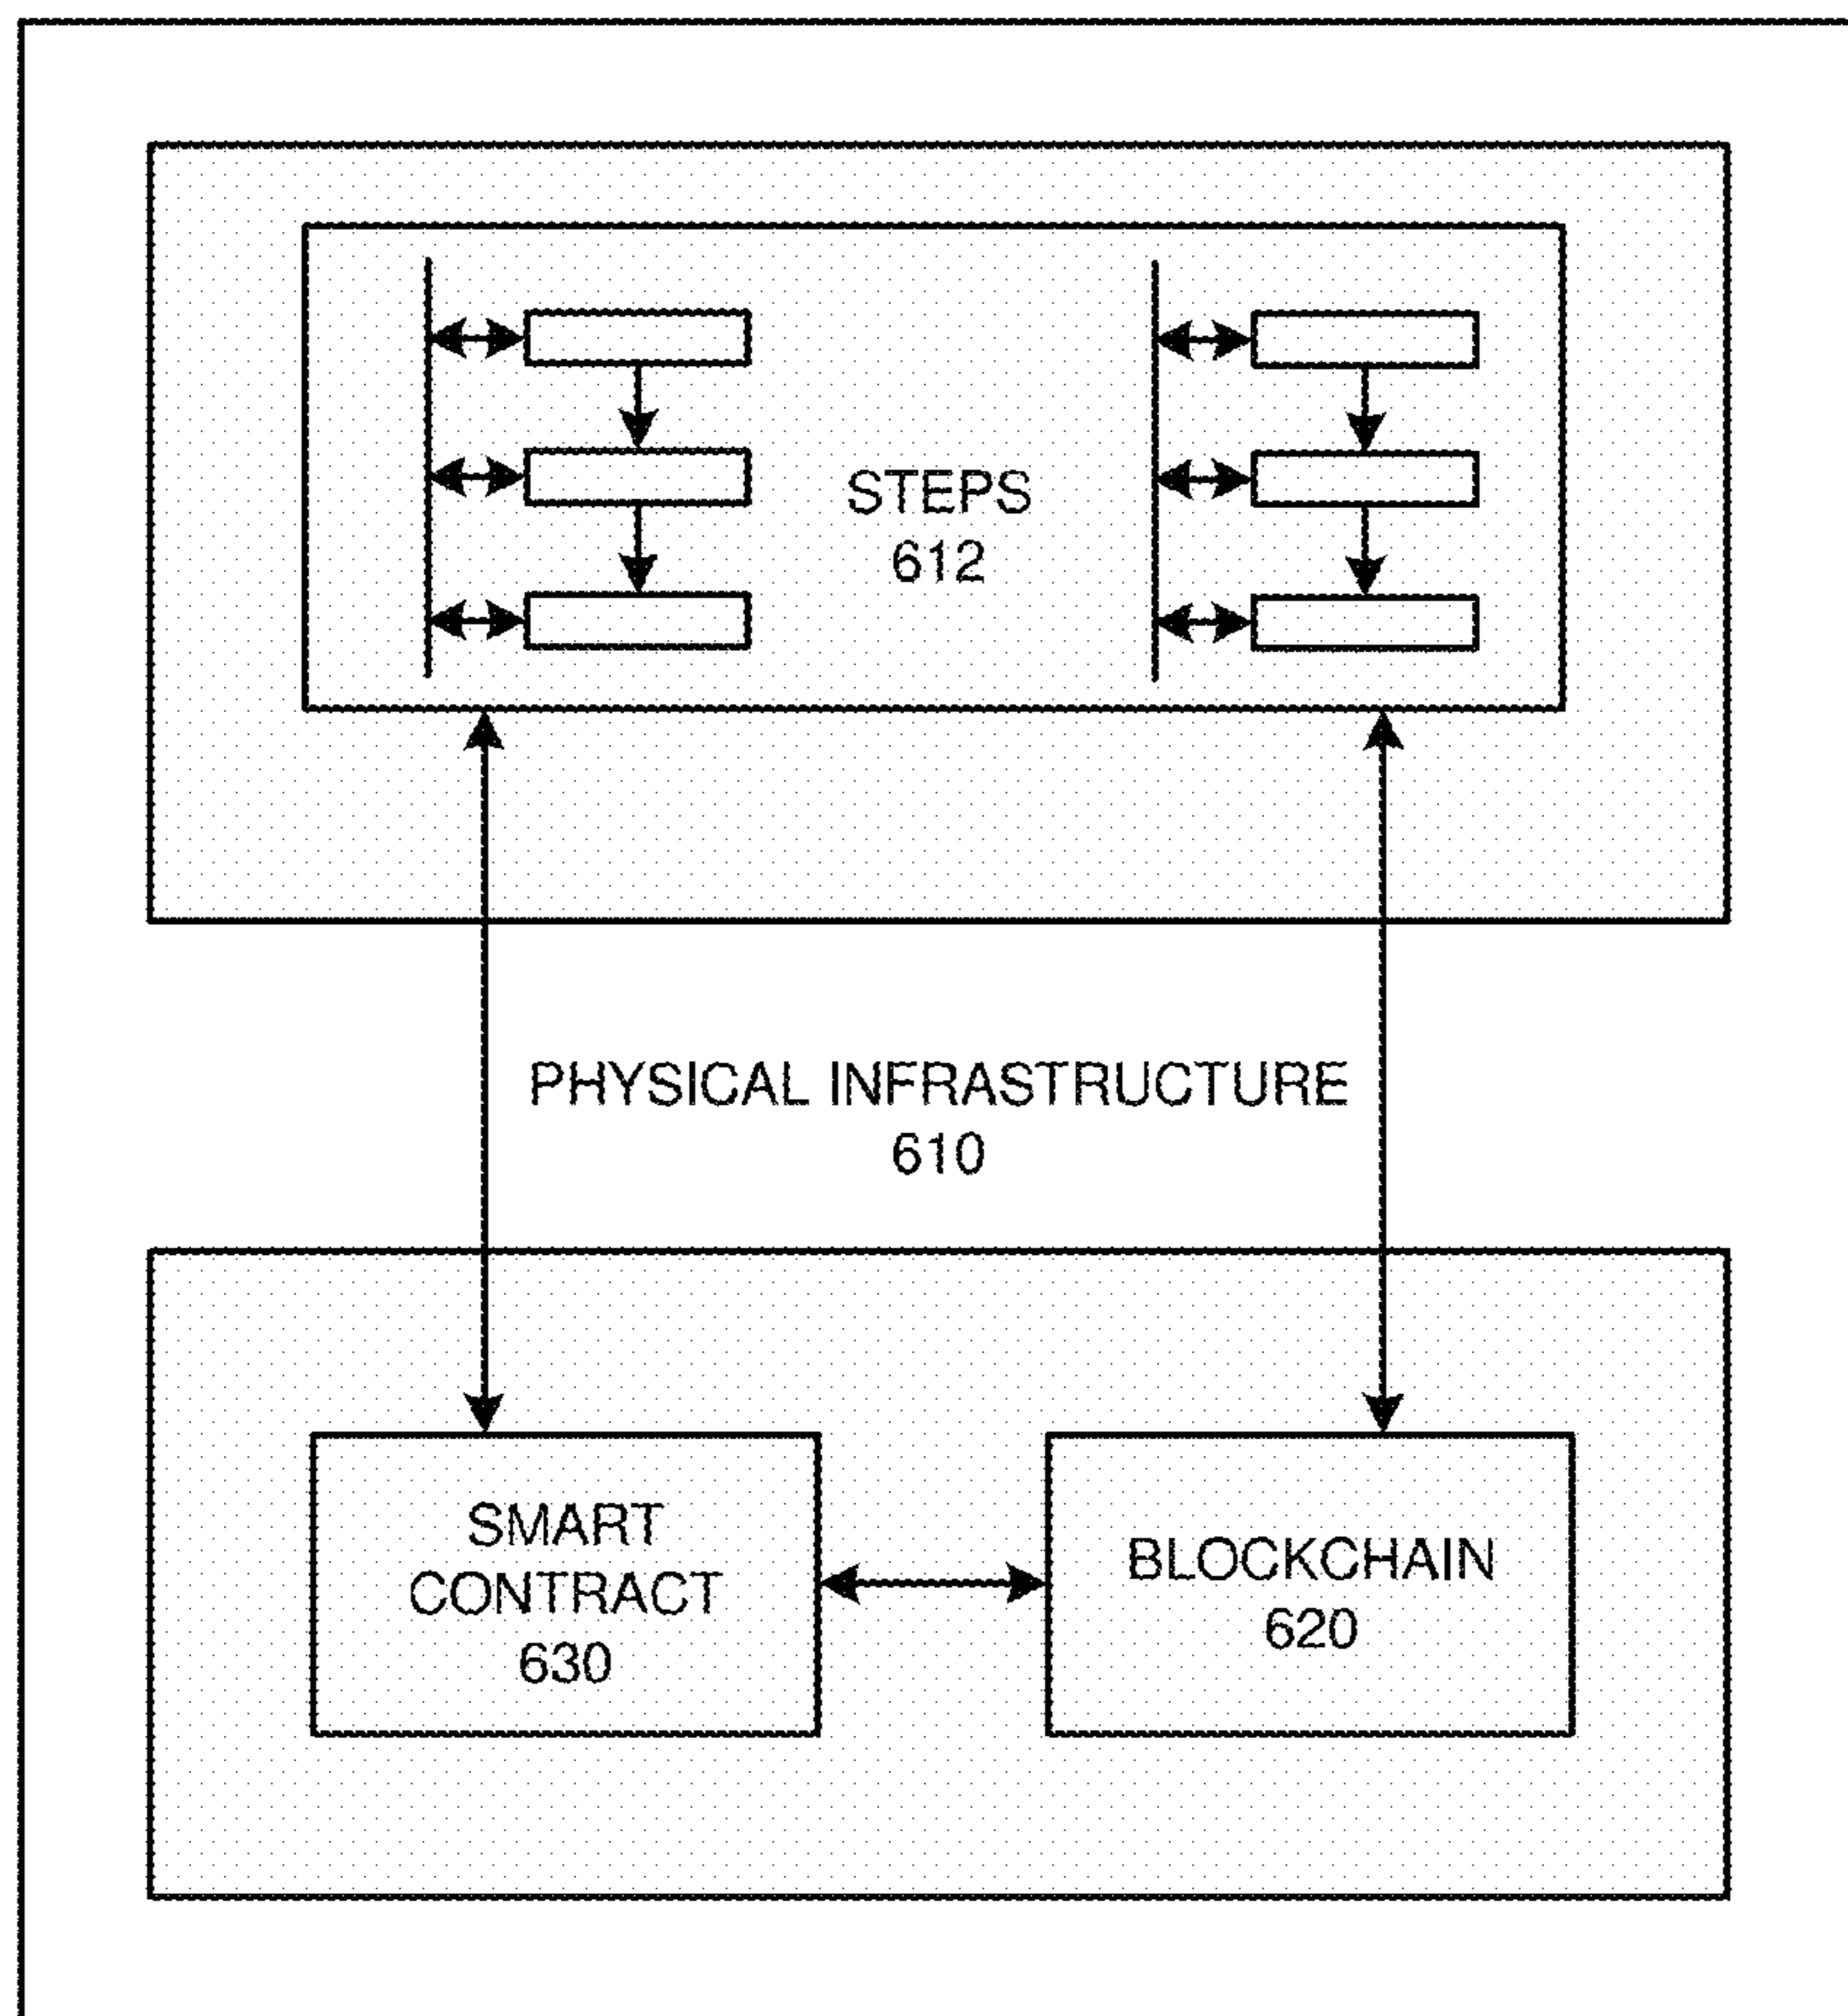 STEPS
612
PHYSICAL INFRASTRUCTURE
610
SMART
CONTRACT
630
BLOCKCHAIN
620